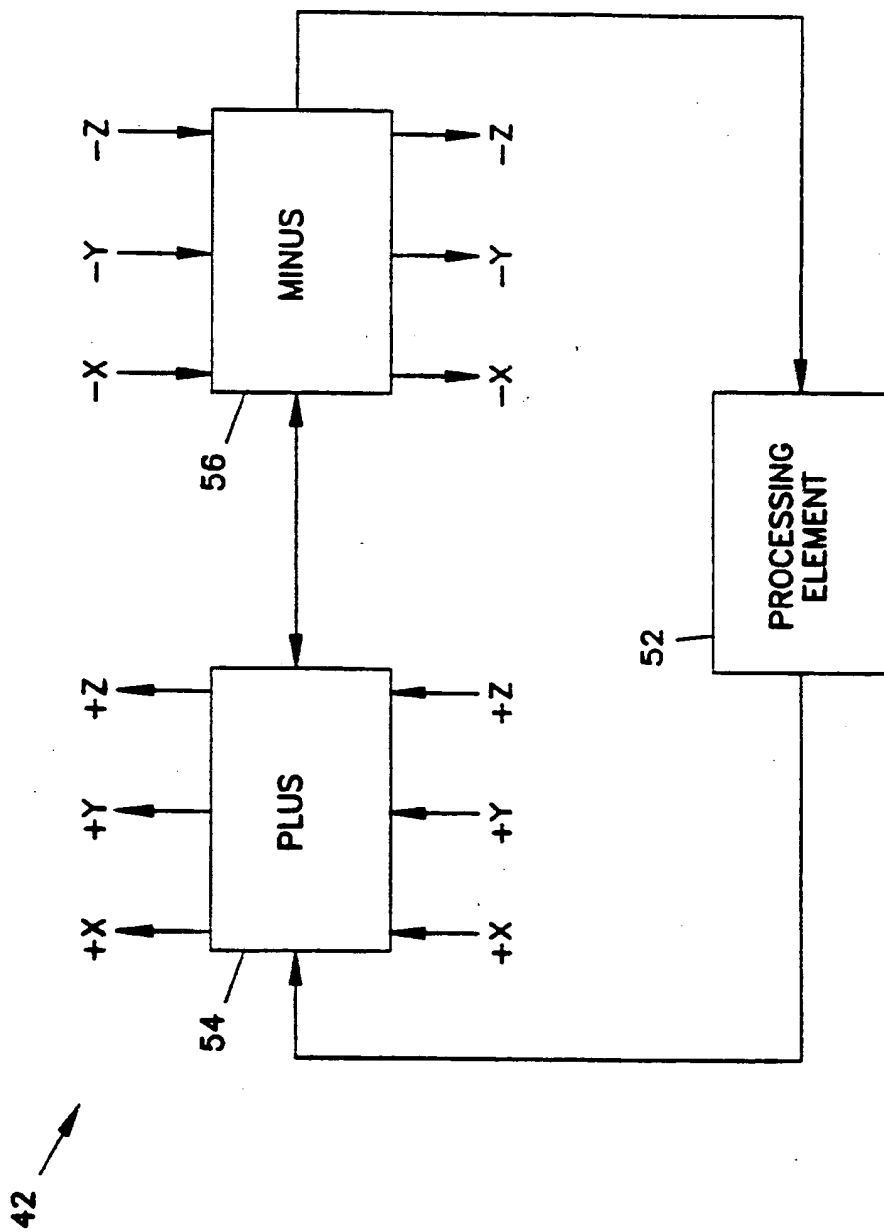 42
+X +Y +Z −X −Y −Z
54 56
PLUS MINUS
+X +Y +Z −X −Y −Z
52
PROCESSING
ELEMENT